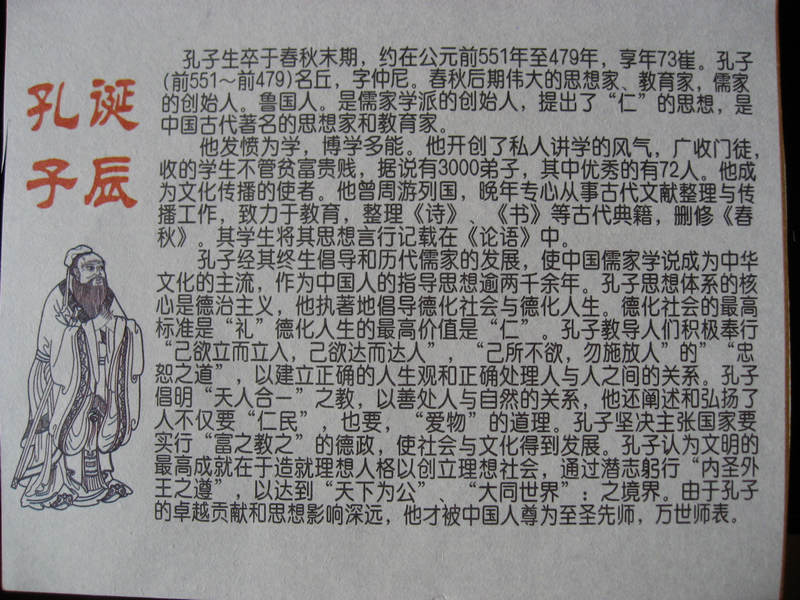 孔诞
子辰
孔子生卒于春秋末期，约在公元前551年至479年，享年73崔。孔子
(前551～前479)名丘，字仲尼。春秋后期伟大的思想家、教育家，儒家
的创始人。鲁国人。是儒家学派的创始人，提出了“仁”的思想，是
中国古代著名的思想家和教育家。
他发愤为学，博学多能。他开创了私人讲学的风气，广收门徒，
收的学生不管贫富贵贱，据说有3000弟子，其中优秀的有72人。他成
为文化传播的使者。他曾周游列国，晚年专心从事古代文献整理与传
播工作，致力于教育，整理《诗》、《书》等古代典籍，删修《春
秋》。其学生将其思想言行记载在《论语》中。
孔子经其终生倡导和历代儒家的发展，使中国儒家学说成为中华
文化的主流，作为中国人的指导思想逾两千余年。孔子思想体系的核
心是德治主义，他执著地倡导德化社会与德化人生。德化社会的最高
标准是“礼”德化人生的最高价值是“仁”。孔子教导人们积极奉行
“己欲立而立入，己欲达而达人”，“己所不欲，勿施放人”的”“忠
恕之道”，以建立正确的人生观和正确处理人与人之间的关系。孔子
倡明“天人合一”之教，以善处人与自然的关系，他还阐述和弘扬了
人不仅要“仁民”，也要，“爱物”的道理。孔子坚决主张国家要
实行“富之教之”的德政，使社会与文化得到发展。孔子认为文明的
最高成就在于造就理想人格以创立理想社会，通过潜志躬行“内圣外
王之遵”，以达到“天下为公”、“大同世界”：之境界。由于孔子
的卓越贡献和思想影响深远，他才被中国人尊为至圣先师，万世师表。